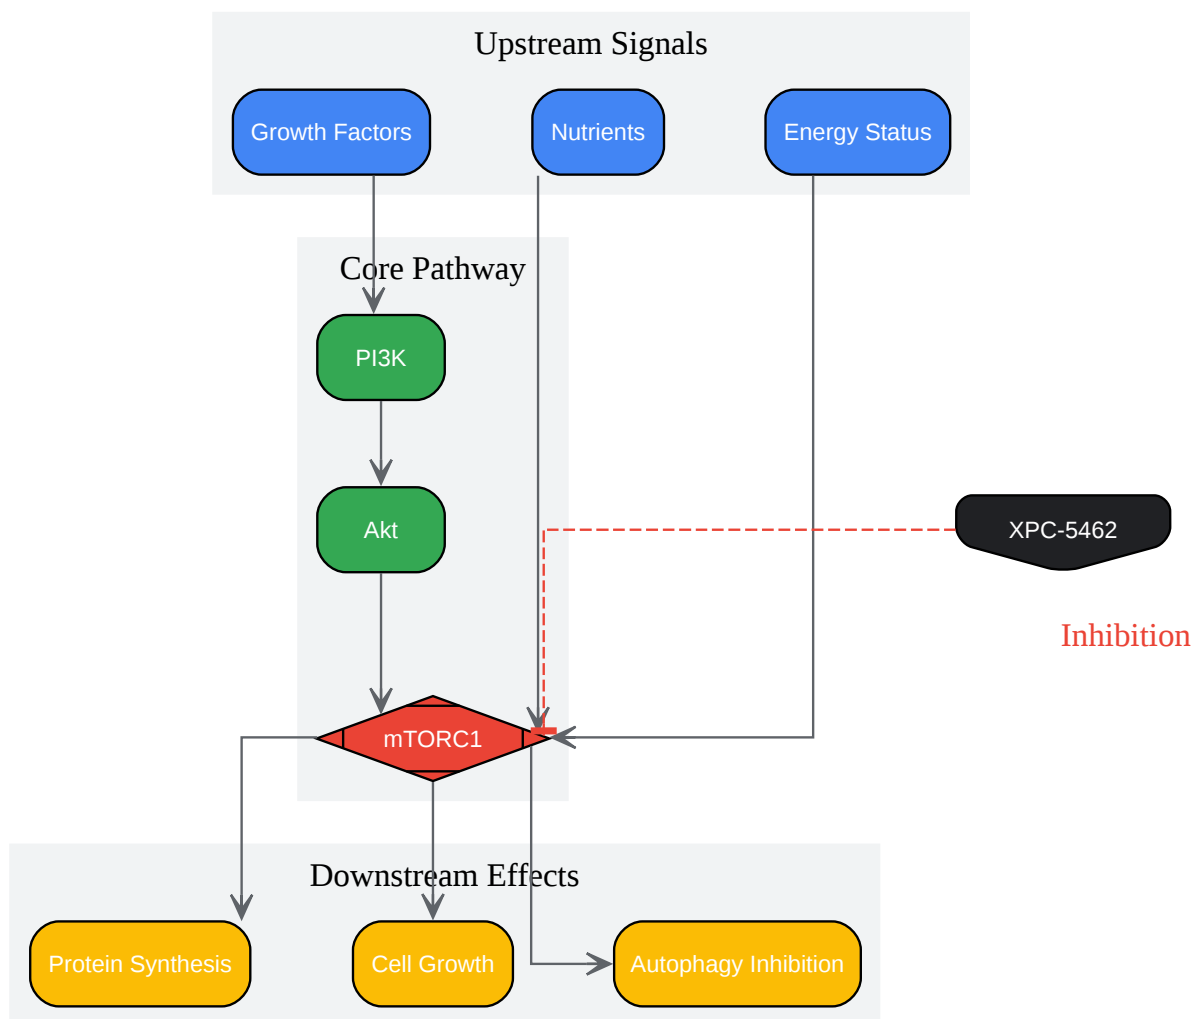 Upstream Signals
Growth Factors
Nutrients
Energy Status
Core Pathway
PI3K
Akt
XPC-5462
Inhibition
mTORC1
Downstream Effects
Protein Synthesis
Cell Growth
Autophagy Inhibition